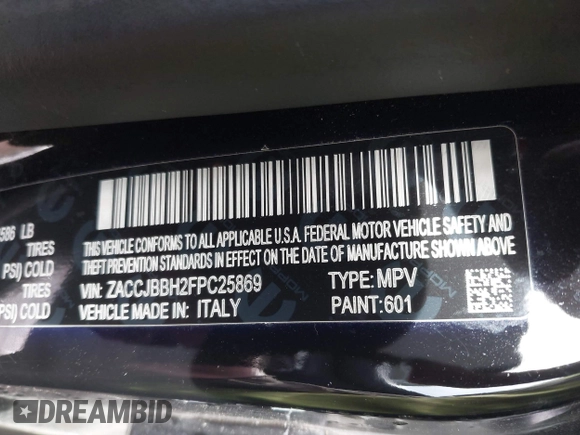 586 LB
TIRES
PSI) COLD
TIRES
PSI) COLD
THIS VEHICLE CONFORMS TO ALL APPLICABLE U.S.A. FEDERAL MOTOR VEHICLE SAFETY AND
THEFT PREVENTION STANDARDS IN EFFECT ON THE DATE OF MANUFACTURE SHOWN ABOVE
VIN: ZACCJBBH2FPC25869 TYPE: MPV
VEHICLE MADE IN: ITALY PAINT: 601
DREAMBID